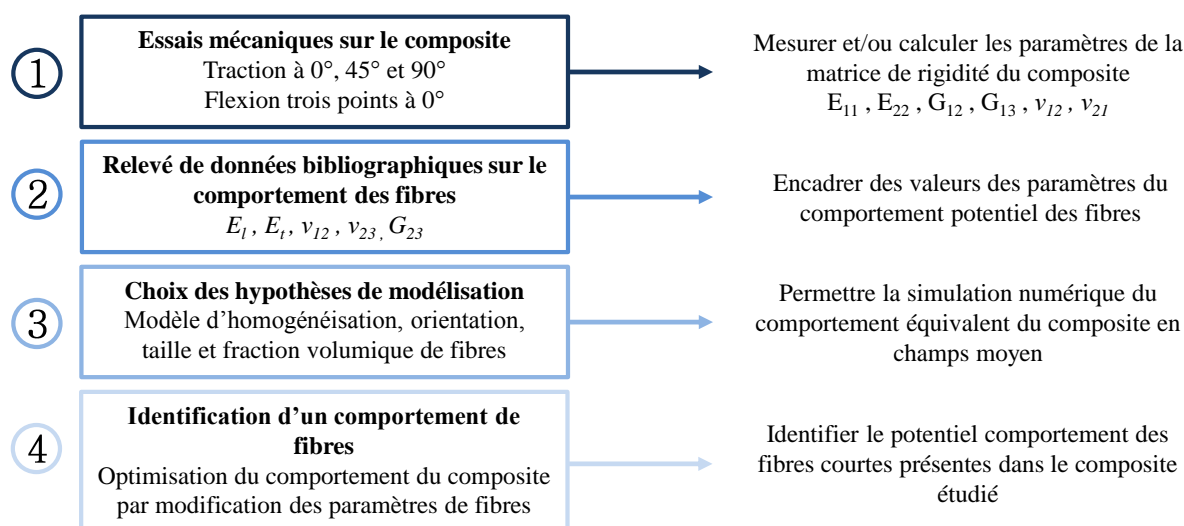 1
Essais mécaniques sur le composite
Traction à 0°, 45° et 90°
Flexion trois points à 0°
Mesurer et/ou calculer les paramètres de la
matrice de rigidité du composite
E11 , E22 , G12 , G13 , ν12 , ν21
2
Relevé de données bibliographiques sur le
comportement des fibres
El , Et , ν12 , ν23 , G23
Encadrer des valeurs des paramètres du
comportement potentiel des fibres
3
Choix des hypothèses de modélisation
Modèle d’homogénéisation, orientation,
taille et fraction volumique de fibres
Permettre la simulation numérique du
comportement équivalent du composite en
champs moyen
4
Identification d’un comportement de
fibres
Optimisation du comportement du composite
par modification des paramètres de fibres
Identifier le potentiel comportement des
fibres courtes présentes dans le composite
étudié